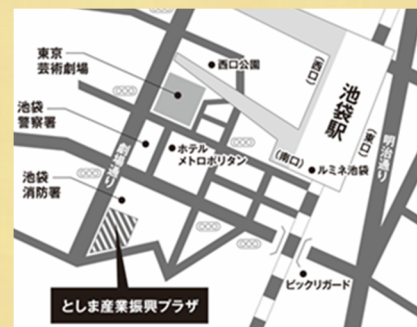 東京
芸術劇場
西口公園
(西口)
池袋駅
(東口)
明治通り
池袋
警察署
劇場通り
ホテル
メトロポリタン
(南口)
ルミネ池袋
池袋
消防署
ビックリガード
としま産業振興プラザ